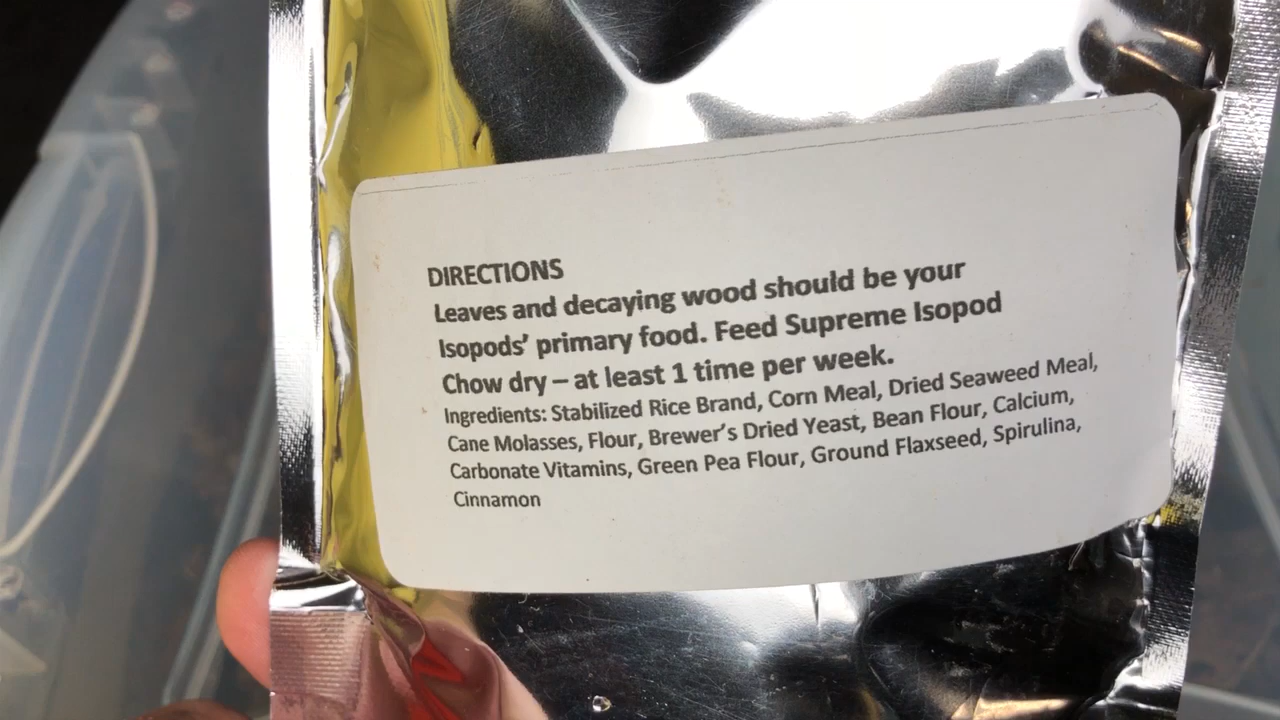 DIRECTIONS
Leaves and decaying wood should be your
Isopods’ primary food. Feed Supreme Isopod
Chow dry – at least 1 time per week.
Ingredients: Stabilized Rice Brand, Corn Meal, Dried Seaweed Meal,
Cane Molasses, Flour, Brewer’s Dried Yeast, Bean Flour, Calcium,
Carbonate Vitamins, Green Pea Flour, Ground Flaxseed, Spirulina,
Cinnamon